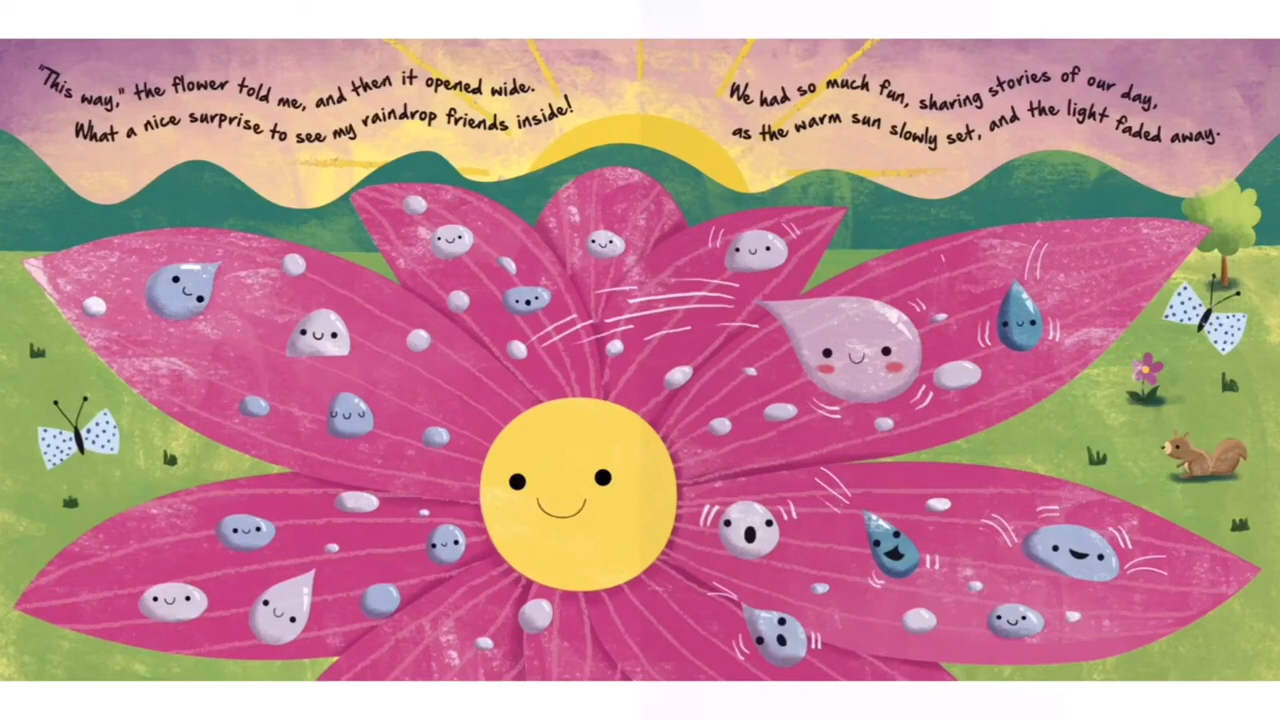 "This way," the flower told me, and then it opened wide.
What a nice surprise to see my raindrop friends inside!
We had so much fun, sharing stories of our day,
as the warm sun slowly set, and the light faded away.